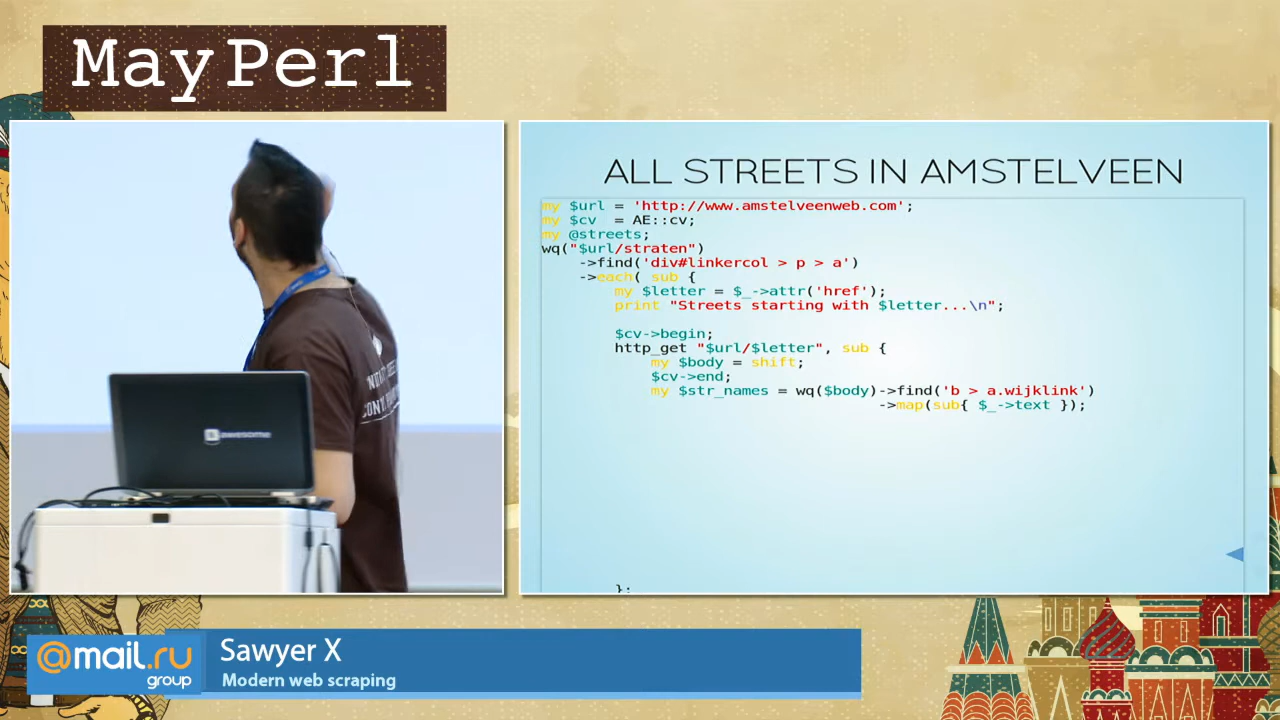 MayPerl
ALL STREETS IN AMSTELVEEN
my $url = 'http://www.amstelveenweb.com';
my $cv  = AE::cv;
my @streets;
wq("$url/straten")
    ->find('div#linkercol > p > a')
    ->each( sub {
        my $letter = $_->attr('href');
        print "Streets starting with $letter...\n";
        $cv->begin;
        http_get "$url/$letter", sub {
            my $body = shift;
            $cv->end;
            my $str_names = wq($body)->find('b > a.wijklink')
                                     ->map(sub{ $_->text });
        };
awesome
@mail.ru
group
Sawyer X
Modern web scraping